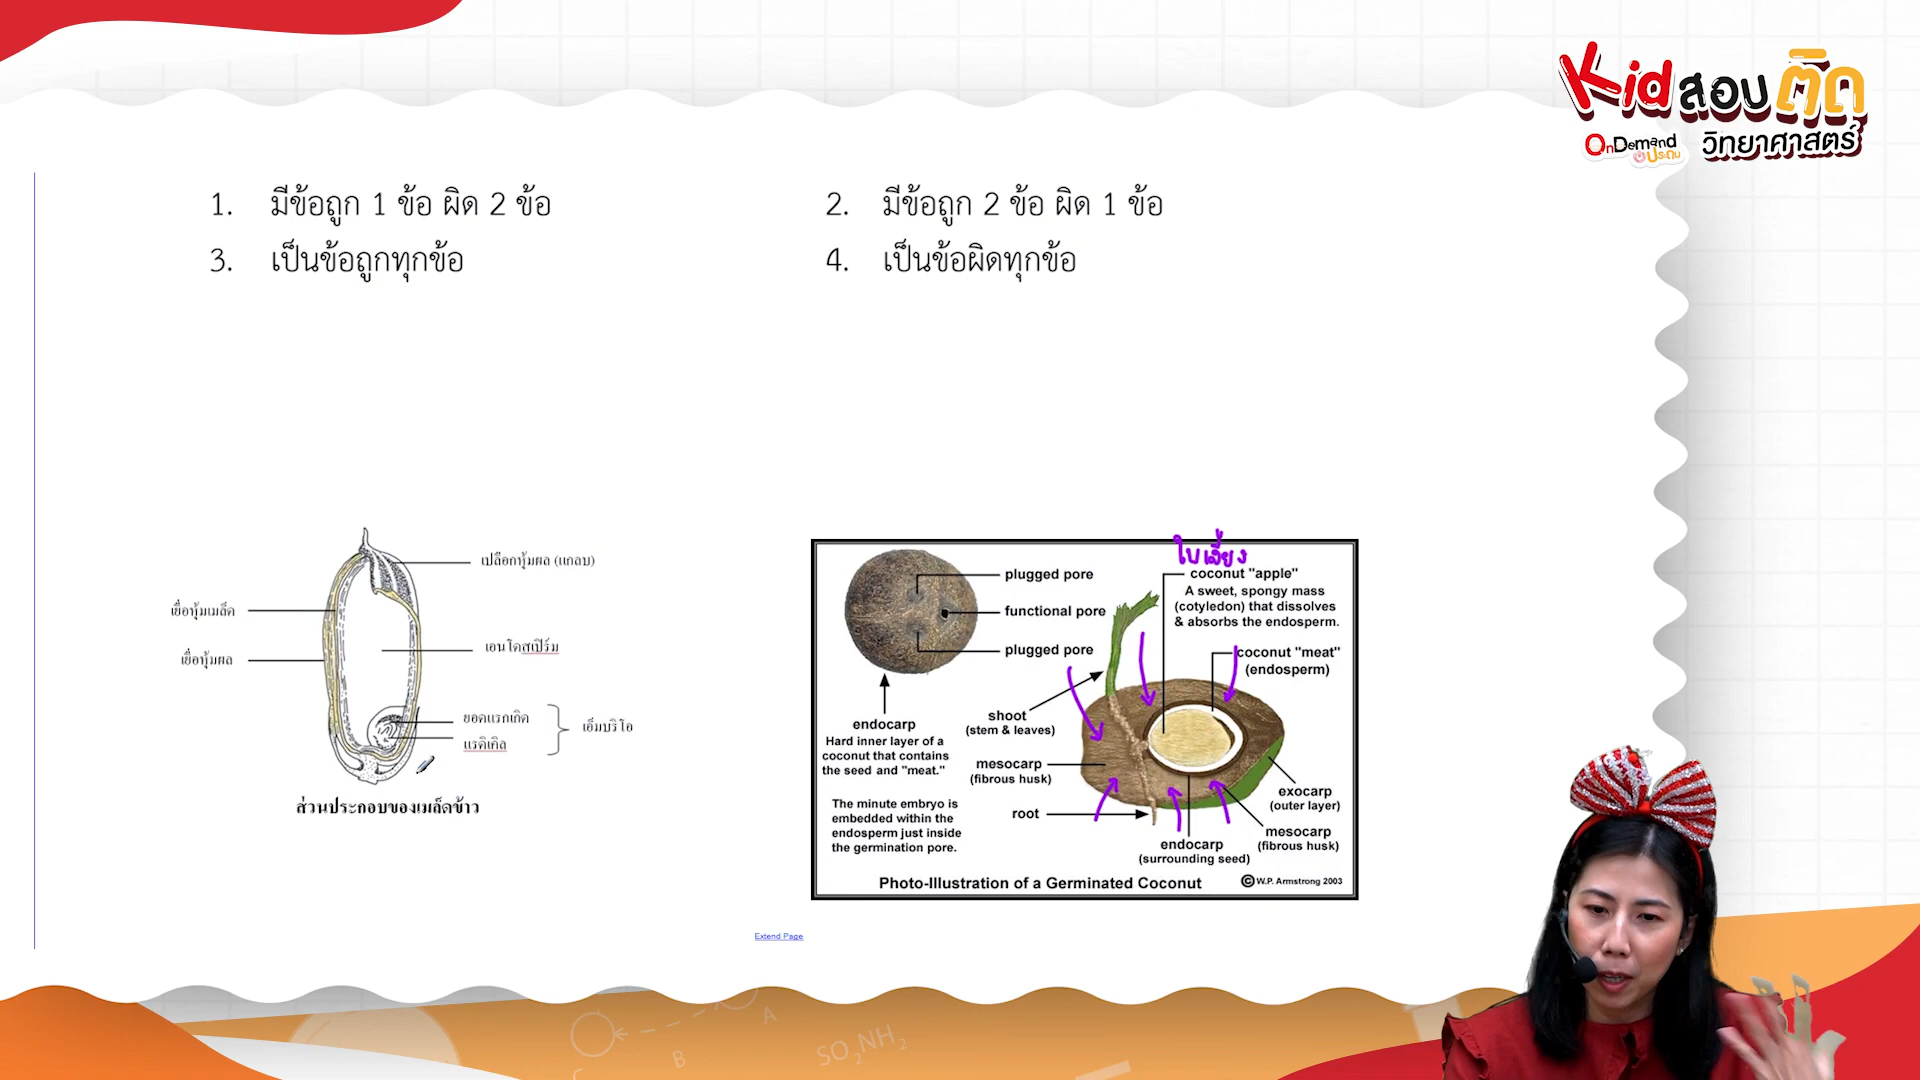 Kidสอบติด
OnDemand
ประถม
วิทยาศาสตร์
1. มีข้อถูก 1 ข้อ ผิด 2 ข้อ
2. มีข้อถูก 2 ข้อ ผิด 1 ข้อ
3. เป็นข้อถูกทุกข้อ
4. เป็นข้อผิดทุกข้อ
เปลือกหุ้มผล (แกลบ)
เยื่อหุ้มเมล็ด
เอนโดสเปิร์ม
เยื่อหุ้มผล
ยอดแรกเกิด
แรดิเคิล
เอ็มบริโอ
ส่วนประกอบของเมล็ดข้าว
ใบเลี้ยง
plugged pore
functional pore
plugged pore
coconut "apple"
A sweet, spongy mass
(cotyledon) that dissolves
& absorbs the endosperm.
coconut "meat"
(endosperm)
endocarp
Hard inner layer of a
coconut that contains
the seed and "meat."
shoot
(stem & leaves)
mesocarp
(fibrous husk)
root
The minute embryo is
embedded within the
endosperm just inside
the germination pore.
exocarp
(outer layer)
mesocarp
(fibrous husk)
endocarp
(surrounding seed)
Photo-Illustration of a Germinated Coconut
© W.P. Armstrong 2003
Extend Page
A
B
C
SO2NH2